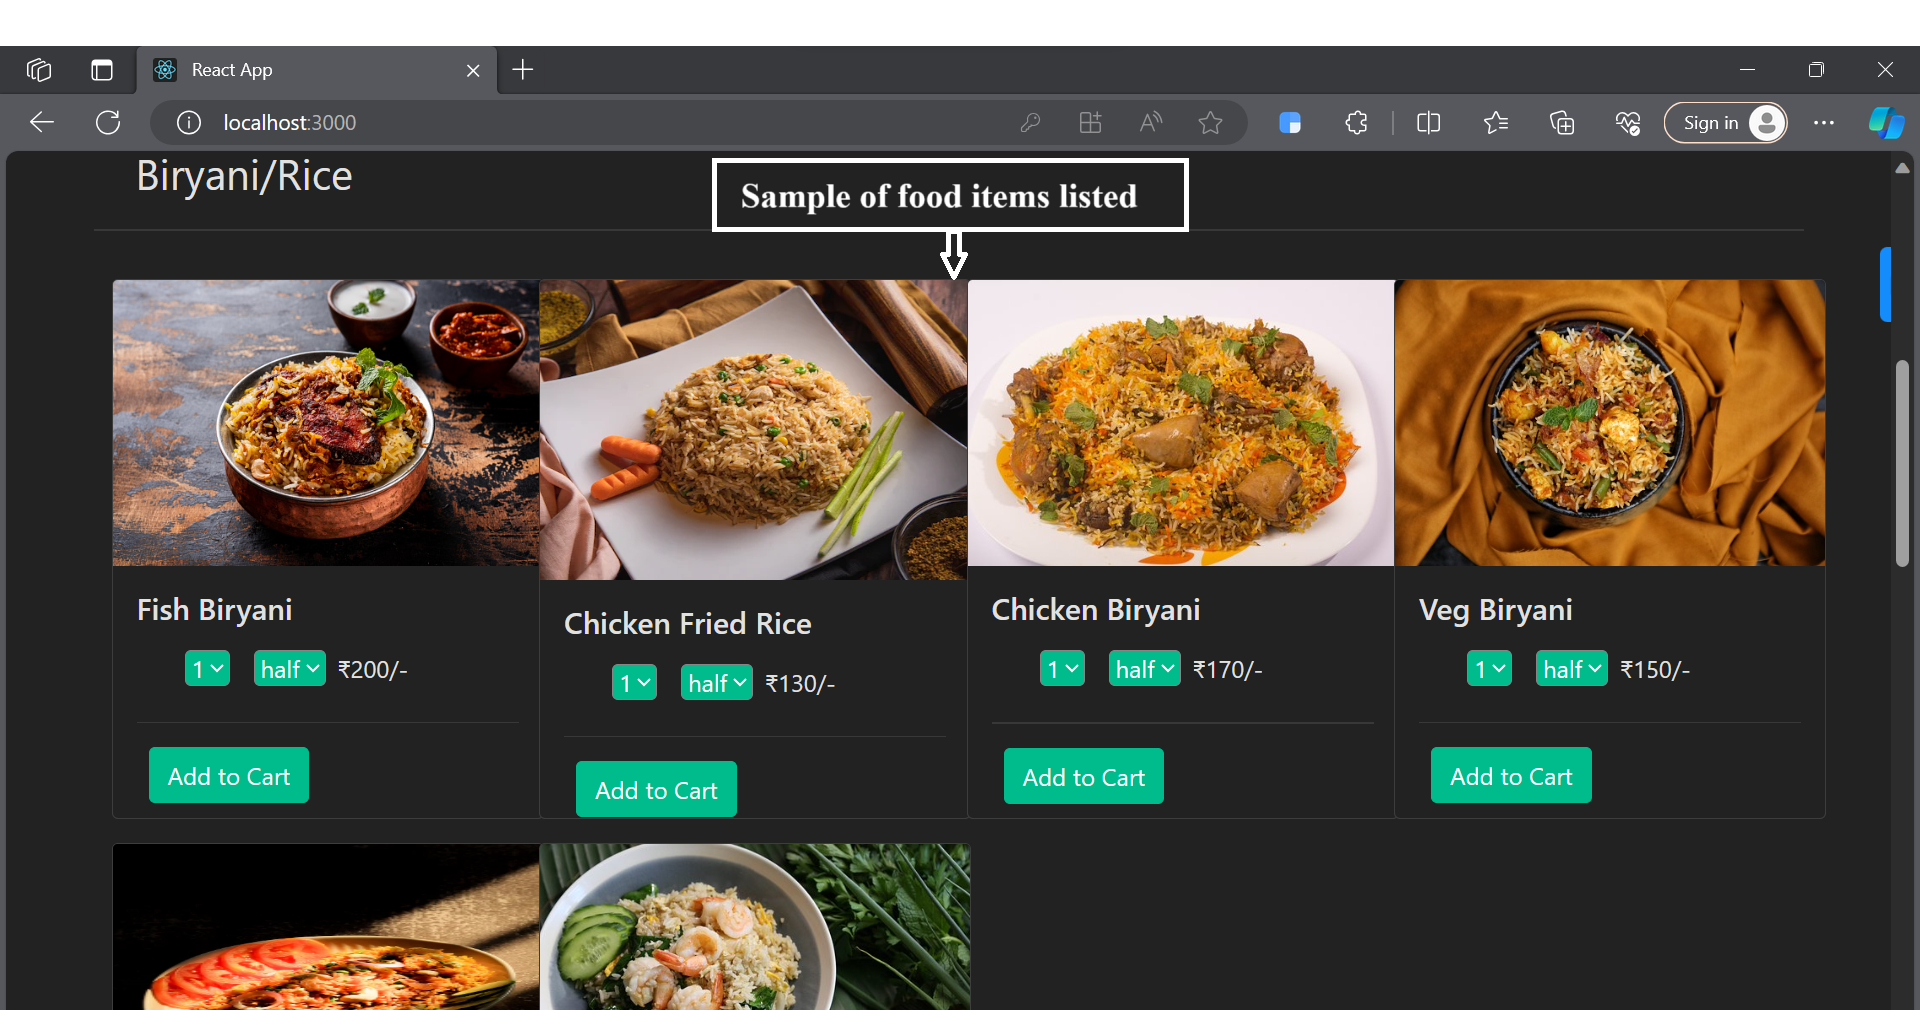 React App
localhost:3000
Sign in
Biryani/Rice
Sample of food items listed
Fish Biryani
1 half ₹200/-
Add to Cart
Chicken Fried Rice
1 half ₹130/-
Add to Cart
Chicken Biryani
1 half ₹170/-
Add to Cart
Veg Biryani
1 half ₹150/-
Add to Cart